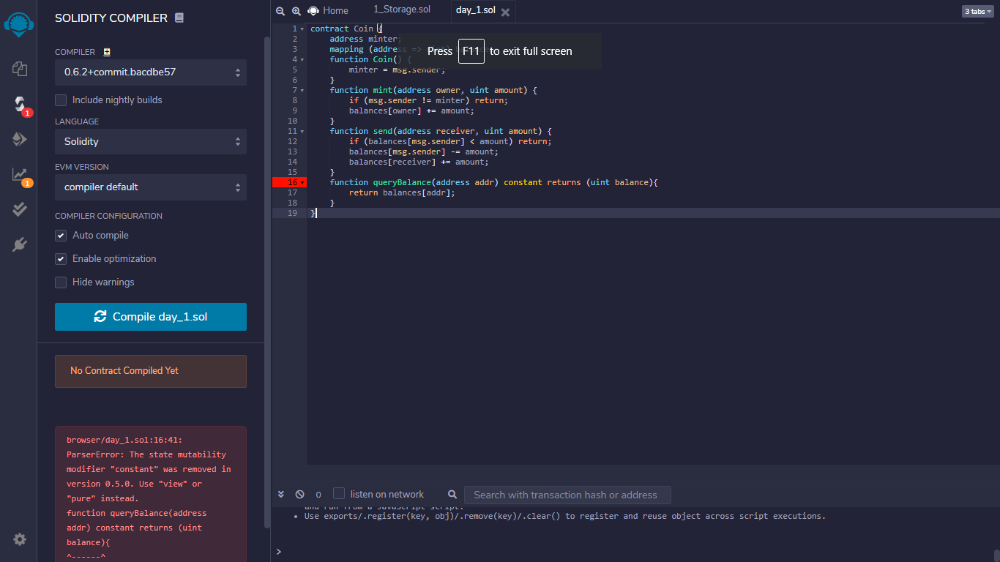 SOLIDITY COMPILER
COMPILER
0.6.2+commit.bacdbe57
Include nightly builds
LANGUAGE
Solidity
EVM VERSION
compiler default
COMPILER CONFIGURATION
Auto compile
Enable optimization
Hide warnings
Compile day_1.sol
No Contract Compiled Yet
browser/day_1.sol:16:41:
ParserError: The state mutability
modifier "constant" was removed in
version 0.5.0. Use "view" or
"pure" instead.
function queryBalance(address
addr) constant returns (uint
balance){
^------^
1
1
Home
1_Storage.sol
day_1.sol
3 tabs
Press F11 to exit full screen
1 contract Coin {
2 address minter;
3 mapping (address =>
4 function Coin() {
5 minter = msg.sender;
6 }
7 function mint(address owner, uint amount) {
8 if (msg.sender != minter) return;
9 balances[owner] += amount;
10 }
11 function send(address receiver, uint amount) {
12 if (balances[msg.sender] < amount) return;
13 balances[msg.sender] -= amount;
14 balances[receiver] += amount;
15 }
16 function queryBalance(address addr) constant returns (uint balance){
17 return balances[addr];
18 }
19 }
0
listen on network
Search with transaction hash or address
and run from a JavaScript script.
• Use exports/.register(key, obj)/.remove(key)/.clear() to register and reuse object across script executions.
>